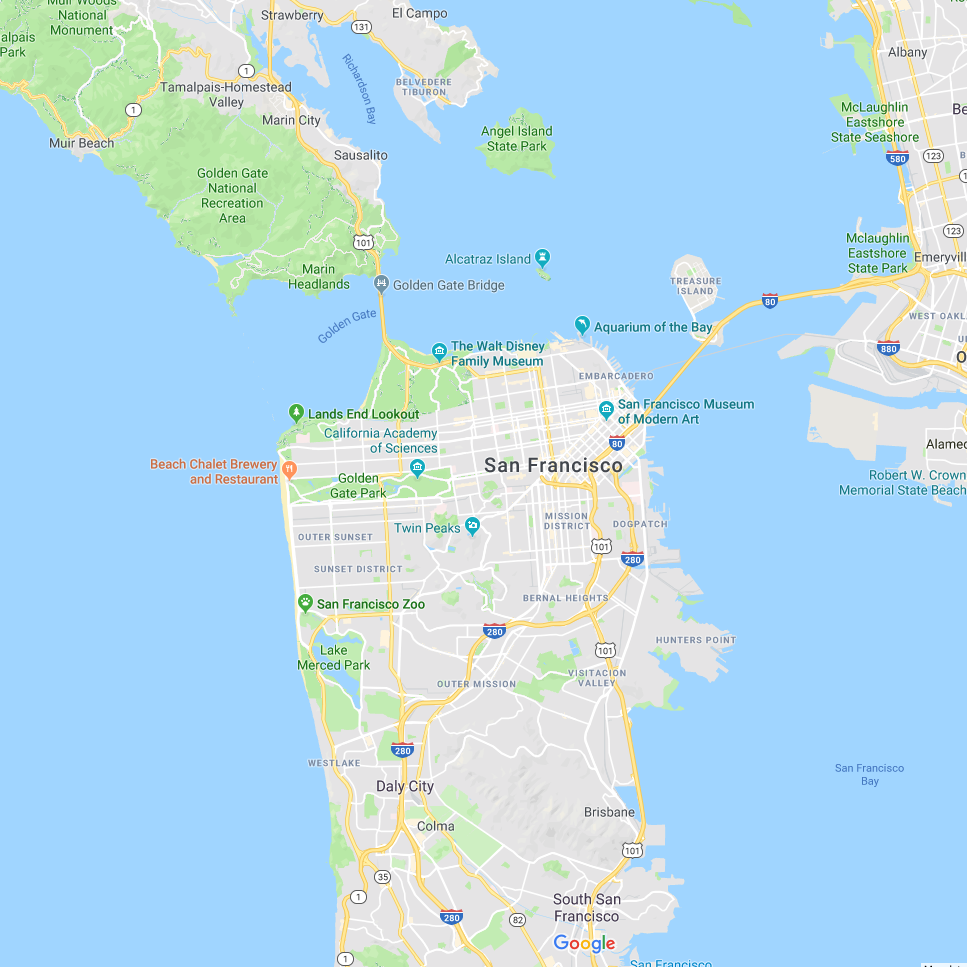 Muir Woods
National
Monument
alpais
Park
Strawberry
131
El Campo
Richardson Bay
BELVEDERE
TIBURON
Albany
1
Tamalpais-Homestead
Valley
1
Marin City
Muir Beach
Sausalito
Angel Island
State Park
McLaughlin
Eastshore
State Seashore
Be
580
123
Golden Gate
National
Recreation
Area
101
123
McLaughlin
Eastshore
State Park
Emeryvill
Alcatraz Island
Marin
Headlands
Golden Gate Bridge
TREASURE
ISLAND
80
Golden Gate
WEST OAKL
Aquarium of the Bay
880
O
The Walt Disney
Family Museum
EMBARCADERO
San Francisco Museum
of Modern Art
Lands End Lookout
California Academy
of Sciences
80
Alamed
San Francisco
Beach Chalet Brewery
and Restaurant
Golden
Gate Park
Robert W. Crown
Memorial State Beach
Twin Peaks
MISSION
DISTRICT
DOGPATCH
OUTER SUNSET
101
280
SUNSET DISTRICT
San Francisco Zoo
BERNAL HEIGHTS
280
HUNTERS POINT
Lake
Merced Park
101
VISITACION
VALLEY
OUTER MISSION
280
WESTLAKE
San Francisco
Bay
Daly City
Brisbane
Colma
101
35
1
280
82
South San
Francisco
Google
1
San Francisco